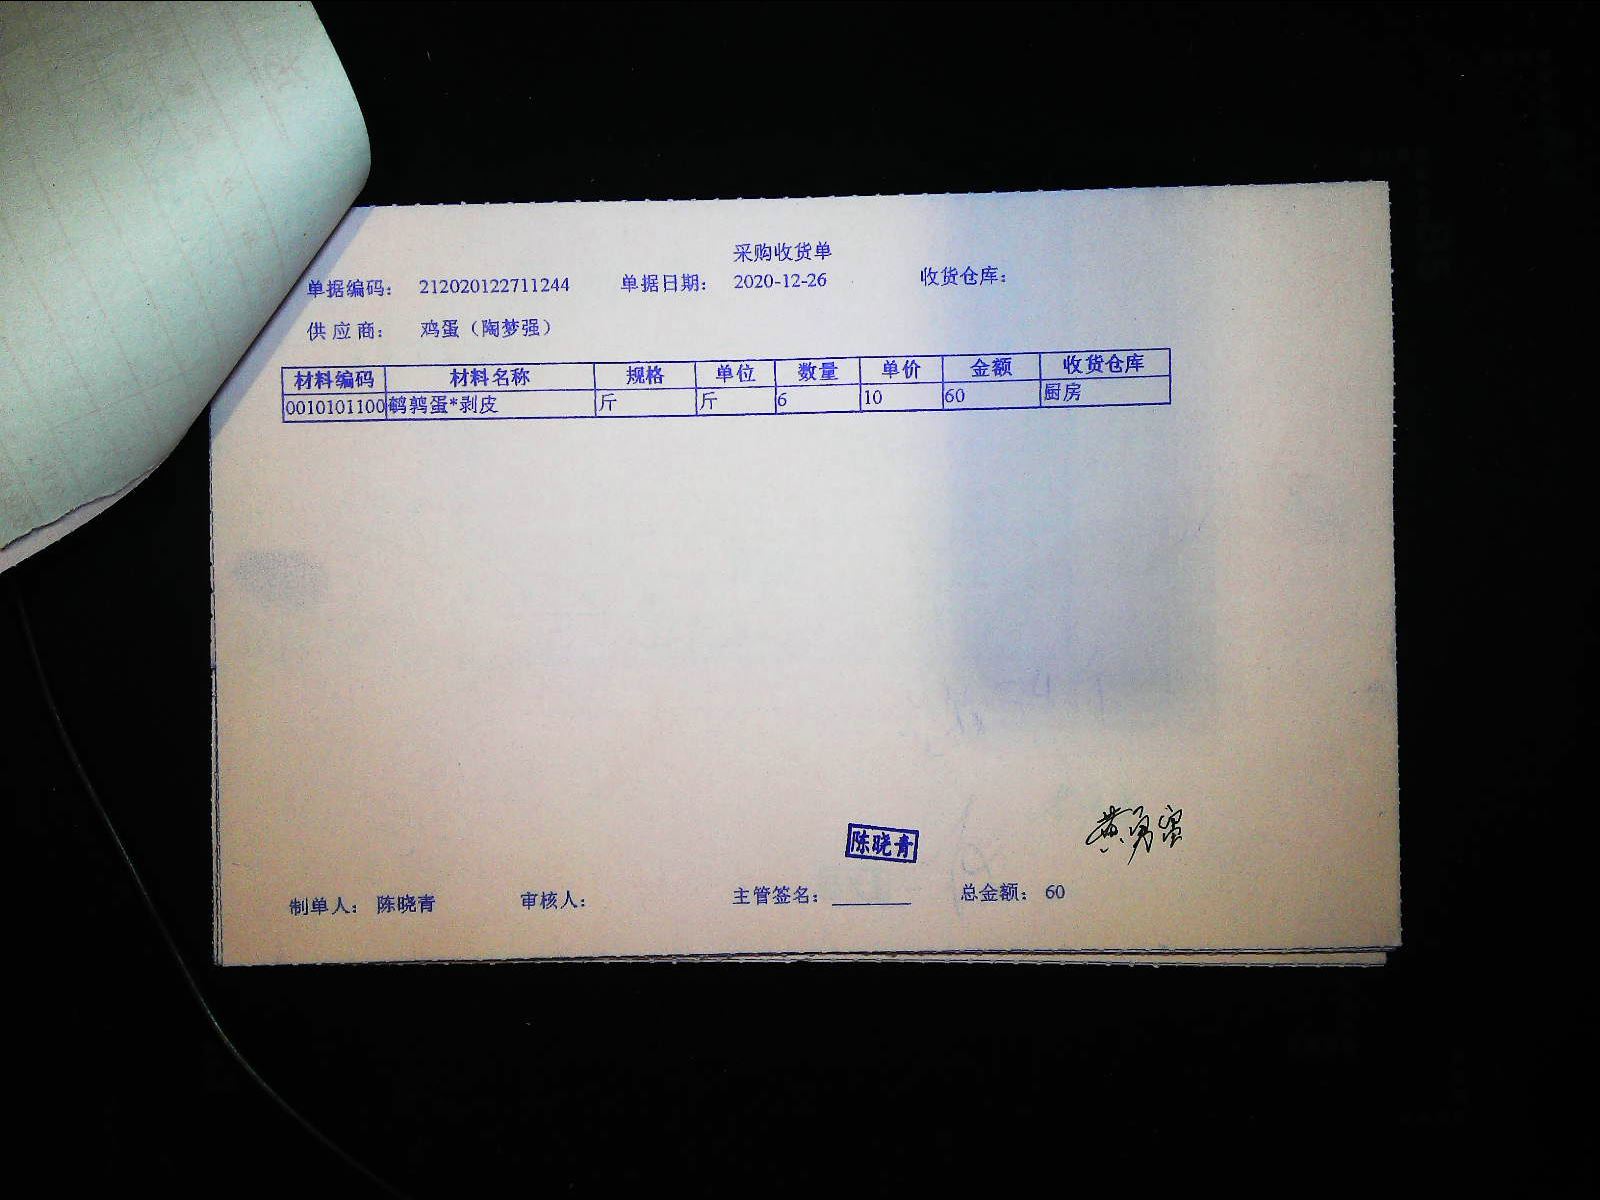 采购收货单
单据编码： 212020122711244 单据日期： 2020-12-26 收货仓库：
供应商： 鸡蛋（陶梦强）
材料编码 材料名称 规格 单位 数量 单价 金额 收货仓库
0010101100 鹌鹑蛋*剥皮 斤 斤 6 10 60 厨房
陈晓青
制单人： 陈晓青 审核人： 主管签名： 总金额： 60